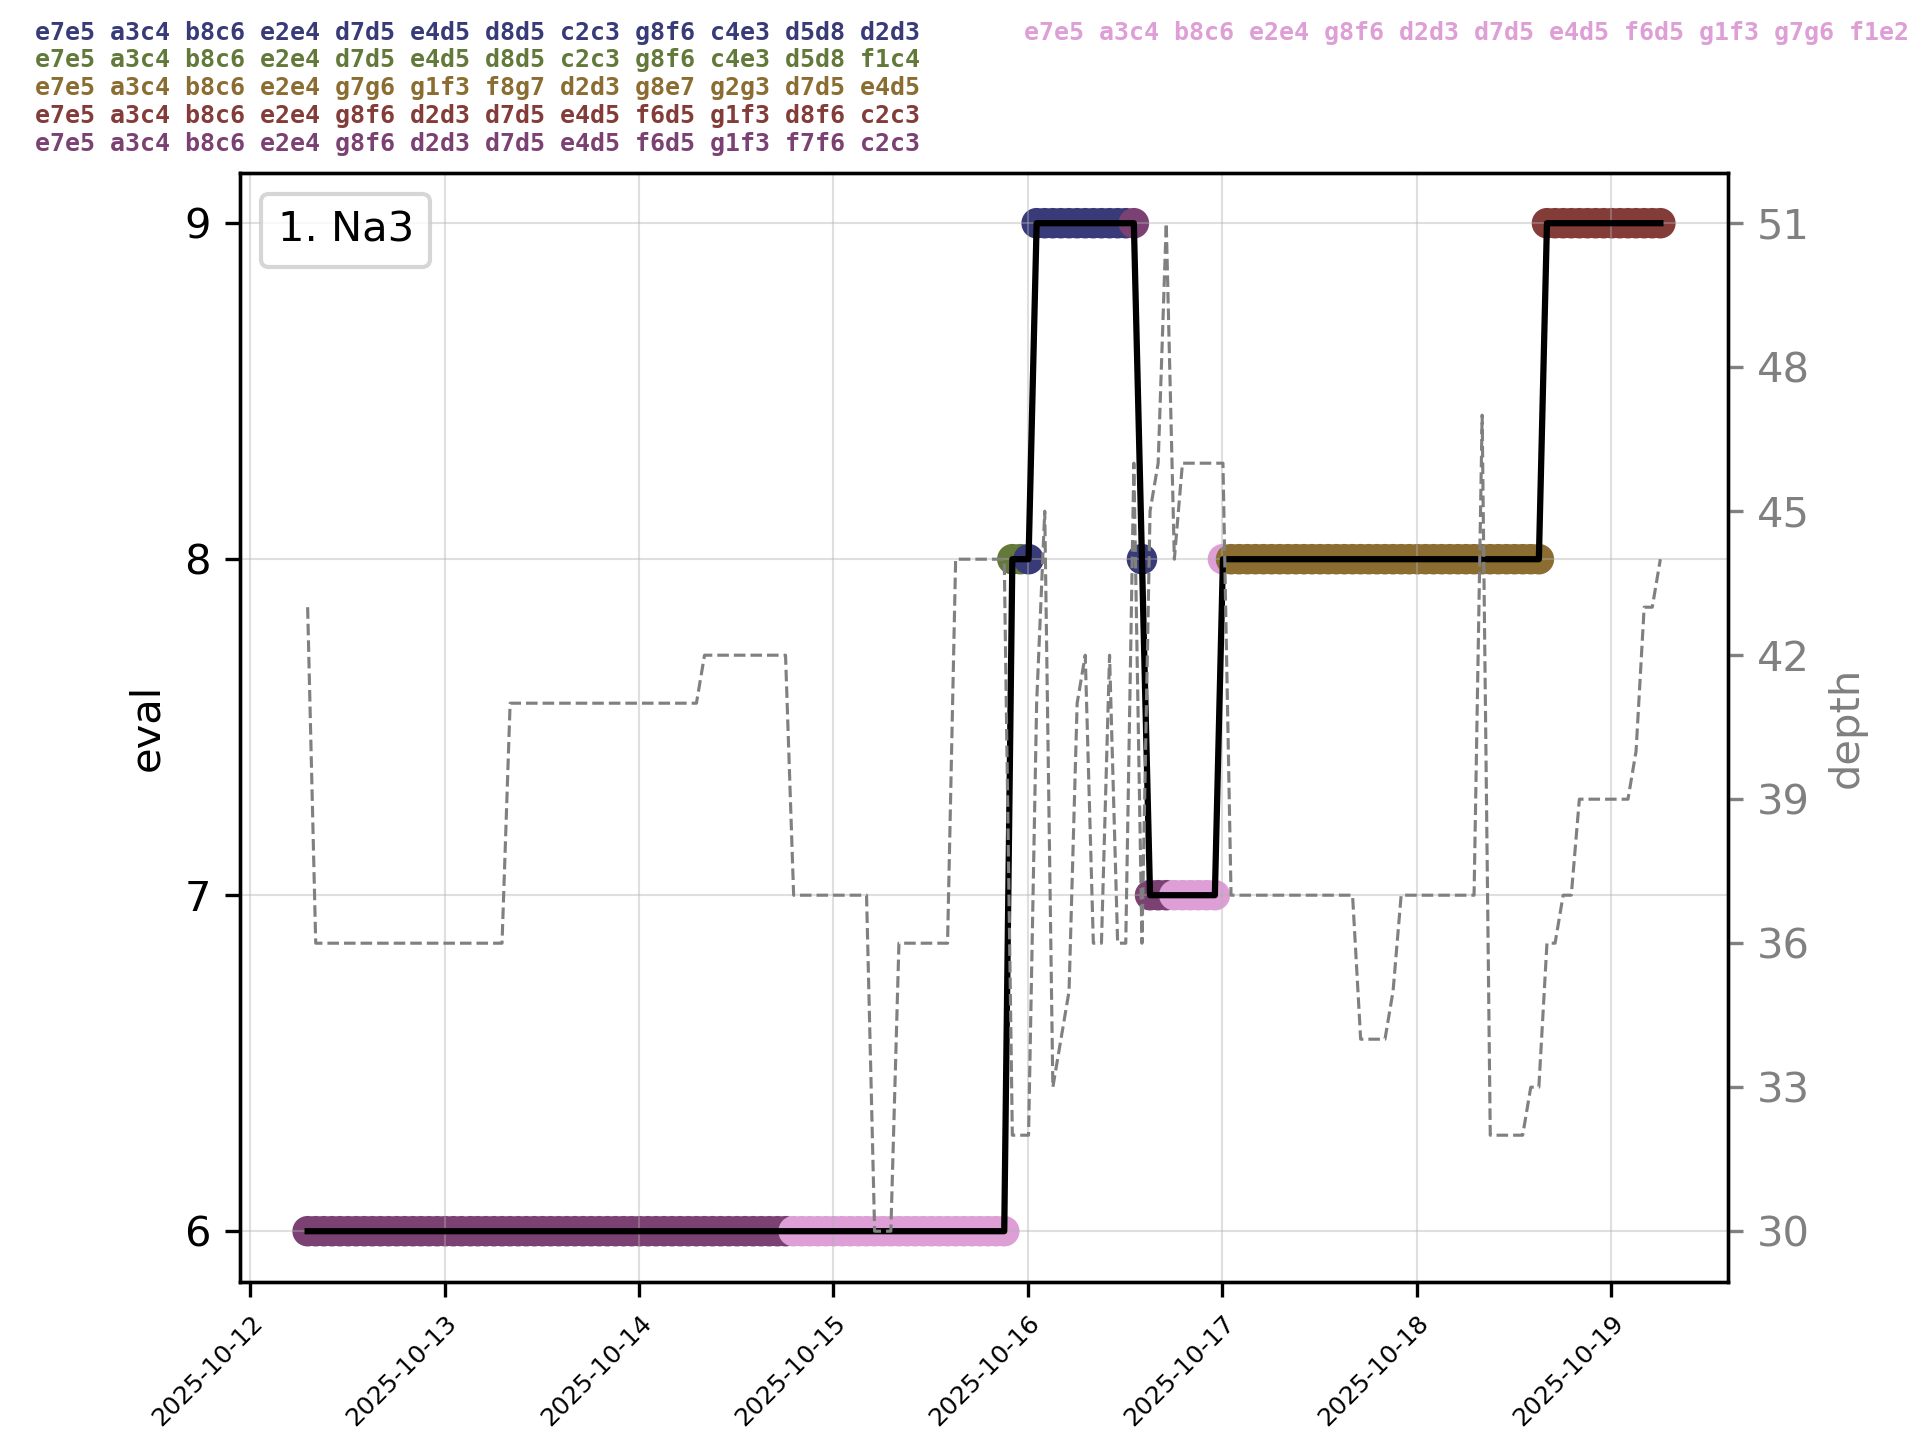 e7e5 a3c4 b8c6 e2e4 d7d5 e4d5 d8d5 c2c3 g8f6 c4e3 d5d8 d2d3
e7e5 a3c4 b8c6 e2e4 d7d5 e4d5 d8d5 c2c3 g8f6 c4e3 d5d8 f1c4
e7e5 a3c4 b8c6 e2e4 g7g6 g1f3 f8g7 d2d3 g8e7 g2g3 d7d5 e4d5
e7e5 a3c4 b8c6 e2e4 g8f6 d2d3 d7d5 e4d5 f6d5 g1f3 d8f6 c2c3
e7e5 a3c4 b8c6 e2e4 g8f6 d2d3 d7d5 e4d5 f6d5 g1f3 f7f6 c2c3
e7e5 a3c4 b8c6 e2e4 g8f6 d2d3 d7d5 e4d5 f6d5 g1f3 g7g6 f1e2
1. Na3
eval
9
8
7
6
depth
51
48
45
42
39
36
33
30
2025-10-12
2025-10-13
2025-10-14
2025-10-15
2025-10-16
2025-10-17
2025-10-18
2025-10-19